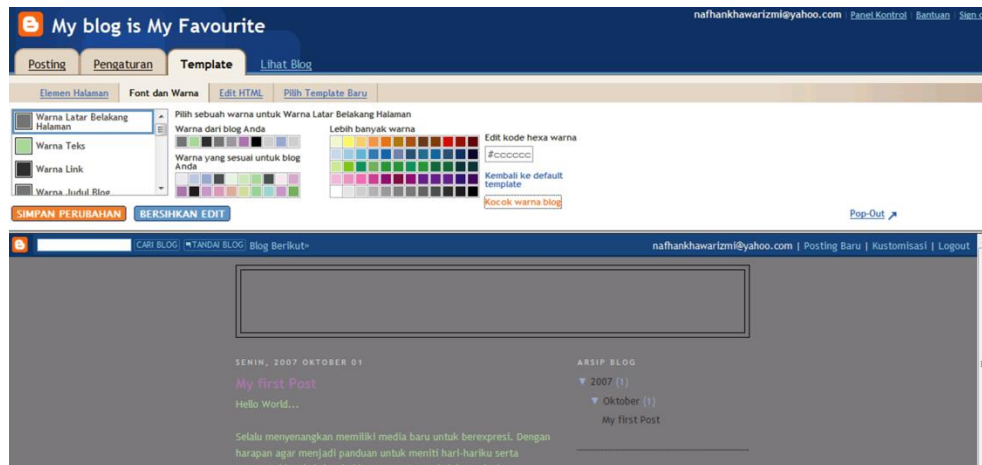 My blog is My Favourite
nafhankhawarizmi@yahoo.com | Panel Kontrol | Bantuan | Sign
Posting Pengaturan Template Lihat Blog
Elemen Halaman Font dan Warna Edit HTML Pilih Template Baru
Warna Latar Belakang
Halaman
Warna Teks
Warna Link
Warna Judul Blog
Pilih sebuah warna untuk Warna Latar Belakang Halaman
Warna dari blog Anda
Warna yang sesuai untuk blog
Anda
Lebih banyak warna
Edit kode hexa warna
#cccccc
Kembali ke default
template
Kocok warna blog
SIMPAN PERUBAHAN BERSIHKAN EDIT
Pop-Out
CARI BLOG TANDAI BLOG Blog Berikut»
nafhankhawarizmi@yahoo.com | Posting Baru | Kustomisasi | Logout
SENIN, 2007 OKTOBER 01
My first Post
Hello World...
Selalu menyenangkan memiliki media baru untuk berexpresi. Dengan
harapan agar menjadi panduan untuk meniti hari-hariku serta
ARSIP BLOG
▼ 2007 (1)
▼ Oktober (1)
My first Post